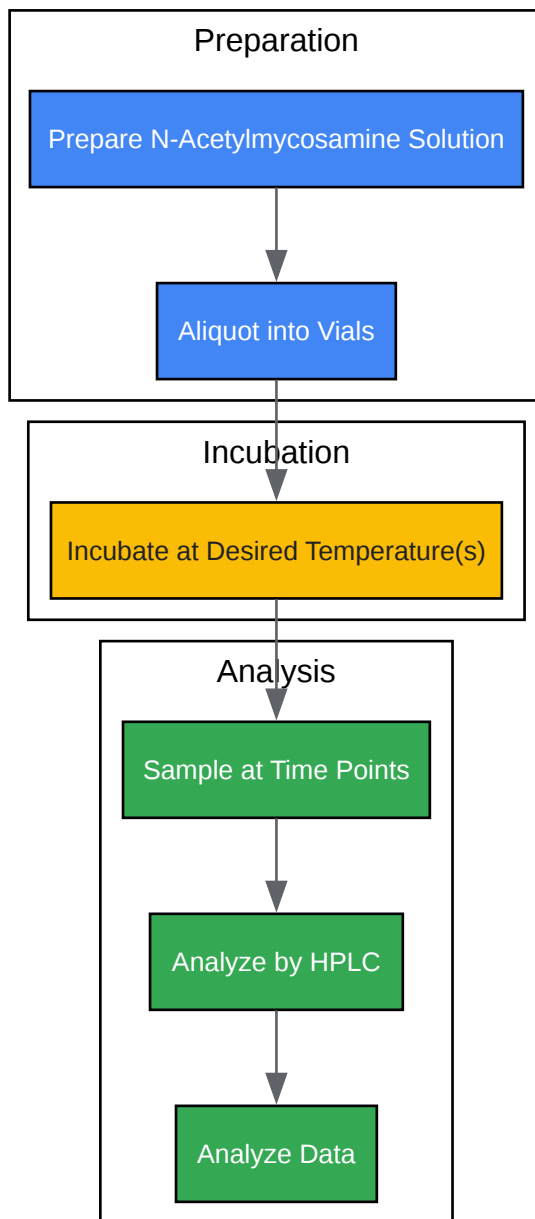 Preparation
Prepare N-Acetylmycosamine Solution
Aliquot into Vials
Incubation
Incubate at Desired Temperature(s)
Analysis
Sample at Time Points
Analyze by HPLC
Analyze Data